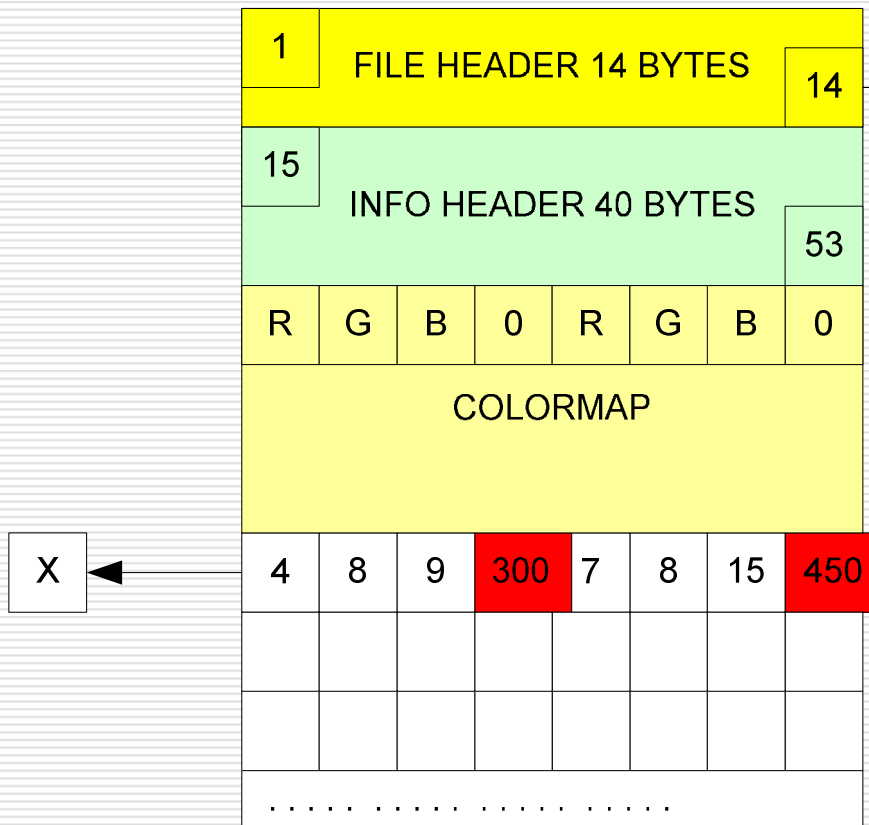 1
FILE HEADER 14 BYTES
14
15
INFO HEADER 40 BYTES
53
R G B 0 R G B 0
COLORMAP
X 4 8 9 300 7 8 15 450
. . . . . . . . . . . . . . . . . . . .